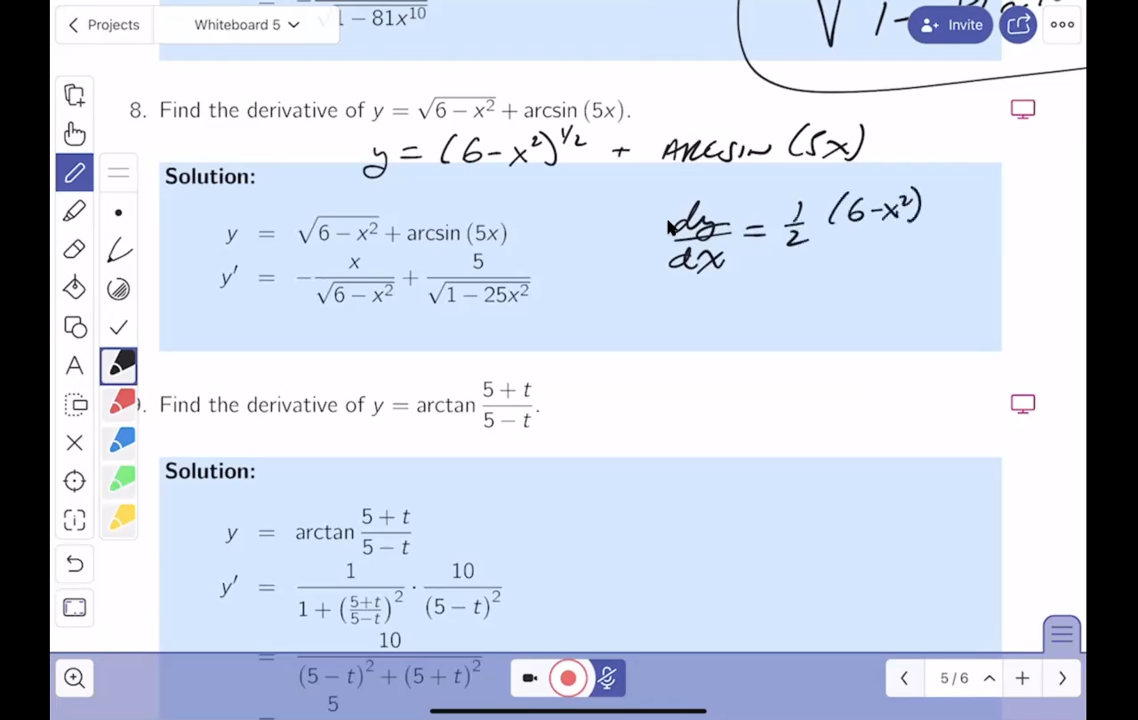 √1 − 81x¹⁰
√ 1 −
Projects
Whiteboard 5
Invite
8. Find the derivative of y = √(6 − x²) + arcsin (5x).
y = (6-x²)^1/2 + ARCSIN (5x)
Solution:
y = √(6 − x²) + arcsin (5x)
y′ = − x/√(6 − x²) + 5/√(1 − 25x²)
dy/dx = 1/2 (6-x²)
9. Find the derivative of y = arctan (5 + t)/(5 − t).
Solution:
y = arctan (5 + t)/(5 − t)
y′ = 1/(1 + ((5+t)/(5−t))²) · 10/(5 − t)²
= 10/((5 − t)² + (5 + t)²)
= 5
A
5 / 6